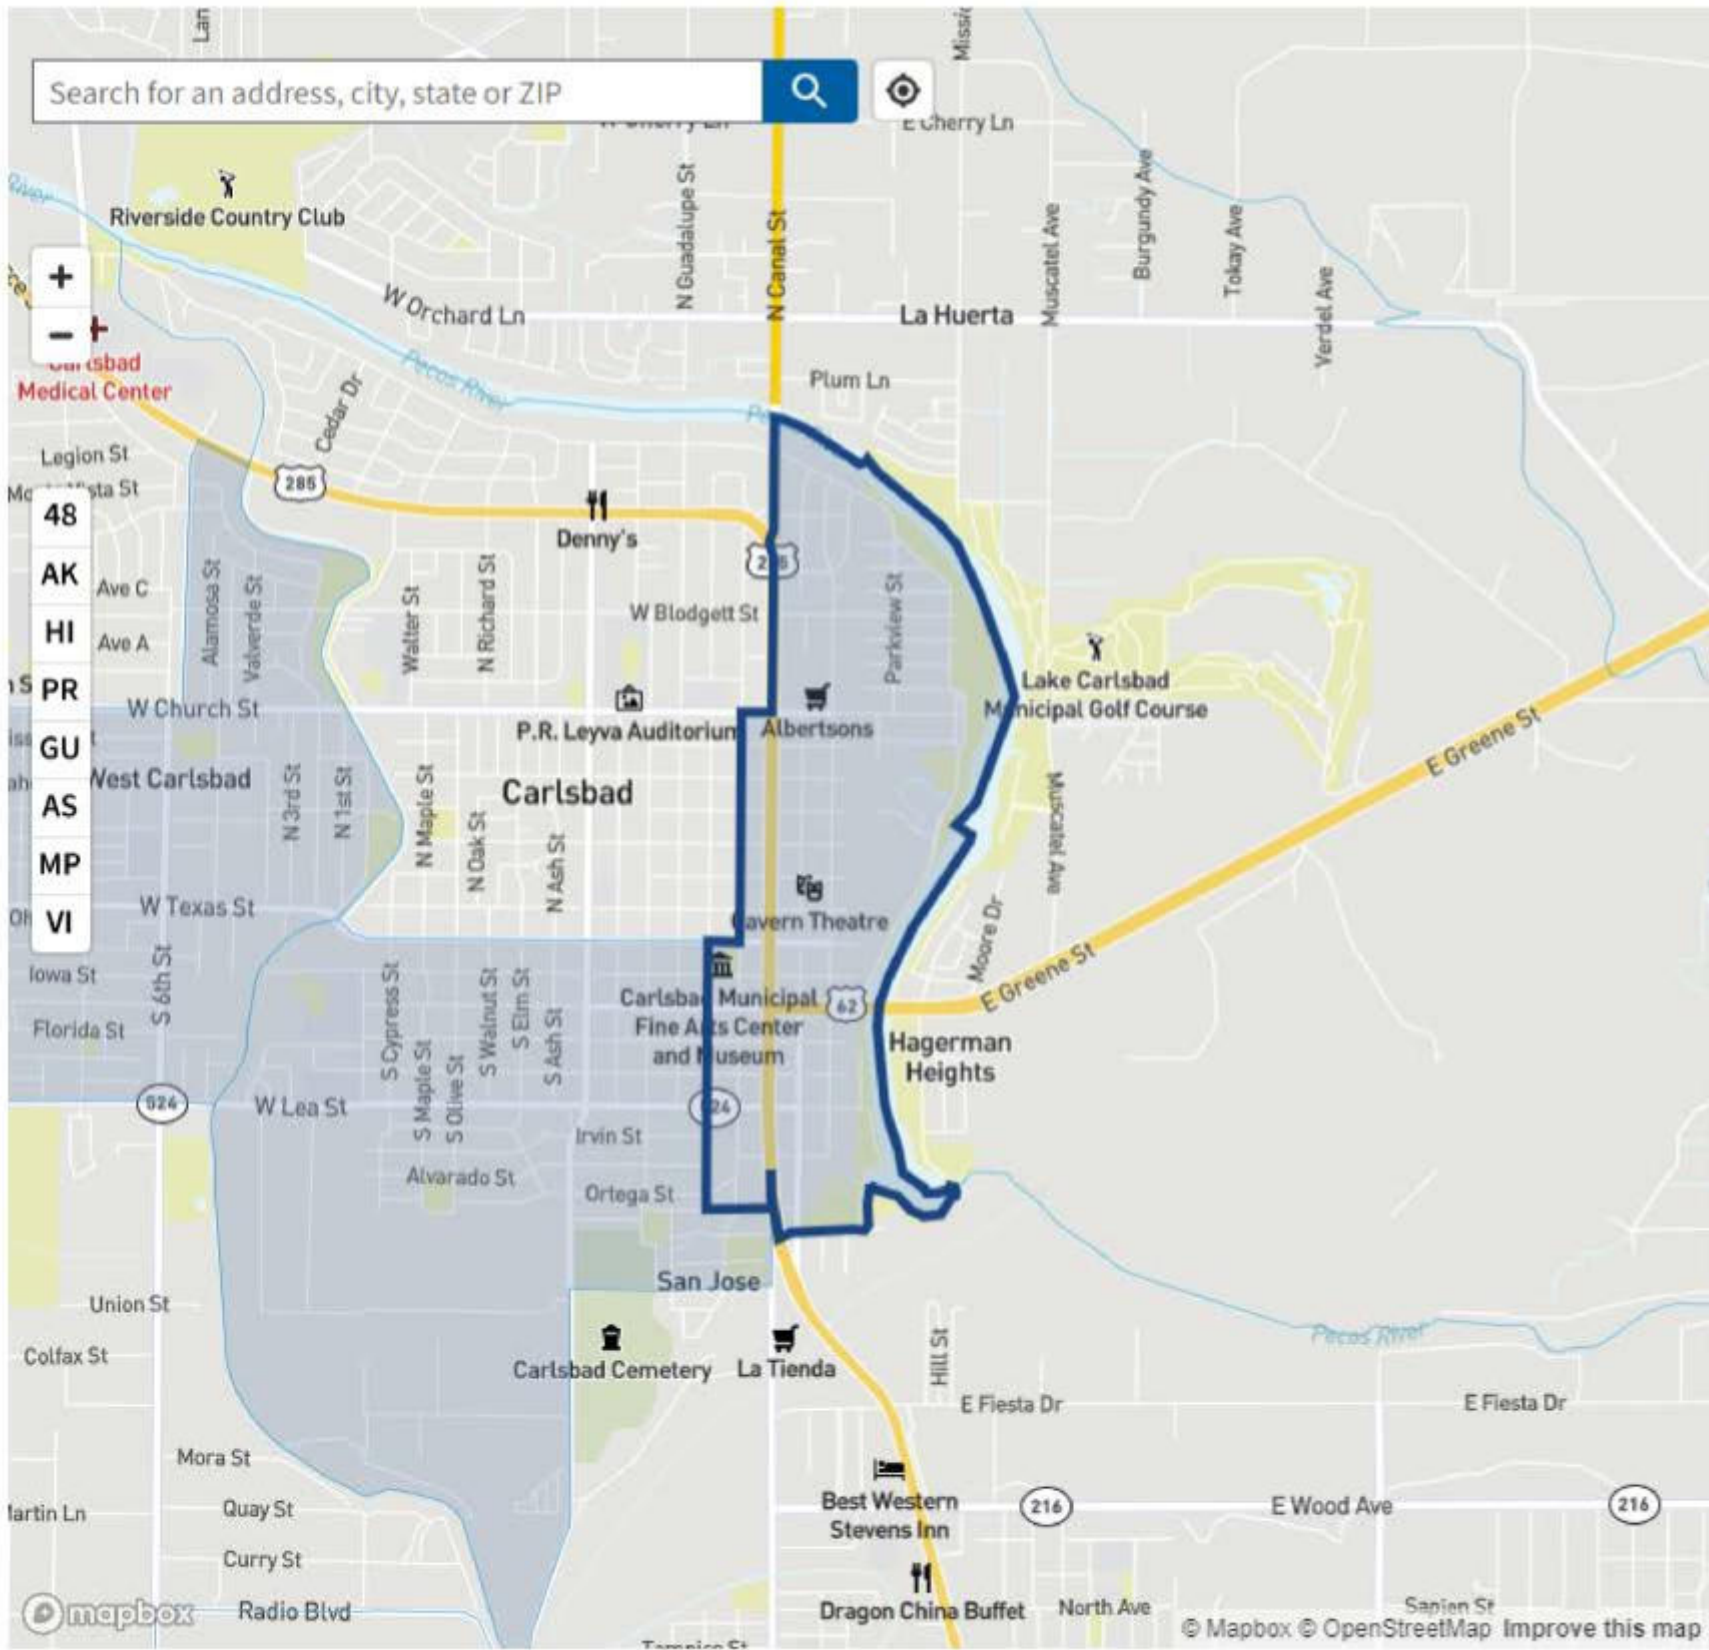 Lan
Missi
Search for an address, city, state or ZIP
E Cherry Ln
River
Riverside Country Club
N Guadalupe St
N Canal St
Muscatel Ave
Burgundy Ave
Tokay Ave
Verdel Ave
+
−
W Orchard Ln
La Huerta
Medical Center
Pecos River
Plum Ln
Cedar Dr
Legion St
285
48
Denny's
AK
Ave C
Alamosa St
Valverde St
Walter St
N Richard St
W Blodgett St
Parkview St
HI
Ave A
PR
W Church St
P.R. Leyva Auditorium
Albertsons
Lake Carlsbad
Municipal Golf Course
GU
West Carlsbad
Carlsbad
E Greene St
AS
N 3rd St
N 1st St
N Maple St
N Oak St
N Ash St
Muscatel Ave
MP
VI
W Texas St
Cavern Theatre
Moore Dr
E Greene St
Iowa St
S 6th St
S Cypress St
S Walnut St
S Elm St
S Ash St
Carlsbad Municipal
Fine Arts Center
and Museum
62
Florida St
S Maple St
S Olive St
Hagerman
Heights
524
W Lea St
Irvin St
Alvarado St
Ortega St
San Jose
Union St
Colfax St
Carlsbad Cemetery
La Tienda
Hill St
Pecos River
E Fiesta Dr
E Fiesta Dr
Mora St
Quay St
Best Western
Stevens Inn
216
E Wood Ave
216
Curry St
mapbox
Radio Blvd
Dragon China Buffet
North Ave
Sapien St
© Mapbox © OpenStreetMap Improve this map